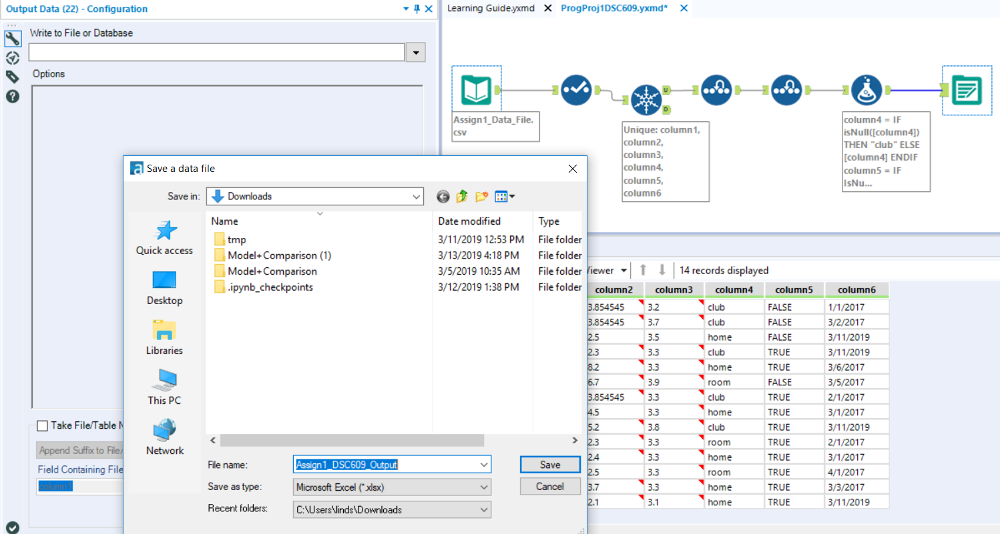 Output Data (22) - Configuration
Learning Guide.yxmd
ProgProj1DSC609.yxmd*
Write to File or Database
Options
Assign1_Data_File.
csv
U
D
Unique: column1,
column2,
column3,
column4,
column5,
column6
column4 = IF
isNull([column4])
THEN "club" ELSE
[column4] ENDIF
column5 = IF
IsNu...
a Save a data file
Save in: Downloads
Name Date modified Type
tmp 3/11/2019 12:53 PM File folder
Model+Comparison (1) 3/13/2019 4:18 PM File folder
Model+Comparison 3/5/2019 10:35 AM File folder
.ipynb_checkpoints 3/12/2019 1:38 PM File folder
Quick access
Desktop
Libraries
This PC
Network
File name: Assign1_DSC609_Output Save
Save as type: Microsoft Excel (*.xlsx) Cancel
Recent folders: C:\Users\linds\Downloads
Take File/Table N
Append Suffix to File/
Field Containing File
column1
iewer 14 records displayed
column2 column3 column4 column5 column6
3.854545 3.2 club FALSE 1/1/2017
3.854545 3.7 club FALSE 3/2/2017
2.5 3.5 home FALSE 3/11/2019
2.3 3.3 club TRUE 3/11/2019
8.2 3.3 home TRUE 3/6/2017
6.7 3.9 room FALSE 3/5/2017
3.854545 3.3 club TRUE 2/1/2017
4.5 3.3 home TRUE 3/1/2017
5.2 3.8 club TRUE 3/11/2019
2.3 3.3 room TRUE 2/1/2017
2.4 3.3 home TRUE 3/1/2017
2.5 3.3 room TRUE 4/1/2017
3.7 3.3 home TRUE 3/3/2017
2.1 3.1 home TRUE 3/11/2019